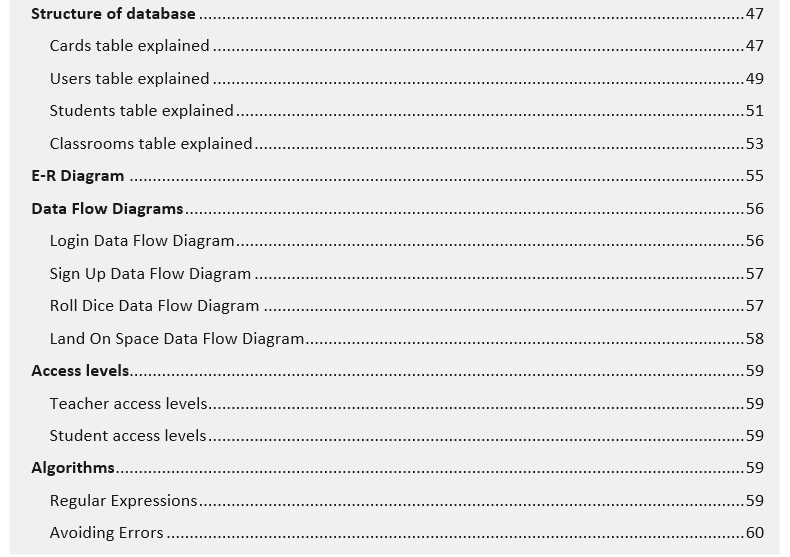 Structure of database ........................................................................................................................ 47
Cards table explained ........................................................................................................................ 47
Users table explained ........................................................................................................................ 49
Students table explained ................................................................................................................... 51
Classrooms table explained ............................................................................................................... 53
E-R Diagram ........................................................................................................................................ 55
Data Flow Diagrams ............................................................................................................................ 56
Login Data Flow Diagram ................................................................................................................... 56
Sign Up Data Flow Diagram ............................................................................................................... 57
Roll Dice Data Flow Diagram ............................................................................................................. 57
Land On Space Data Flow Diagram .................................................................................................... 58
Access levels ....................................................................................................................................... 59
Teacher access levels ......................................................................................................................... 59
Student access levels ......................................................................................................................... 59
Algorithms ........................................................................................................................................... 59
Regular Expressions ........................................................................................................................... 59
Avoiding Errors ................................................................................................................................... 60